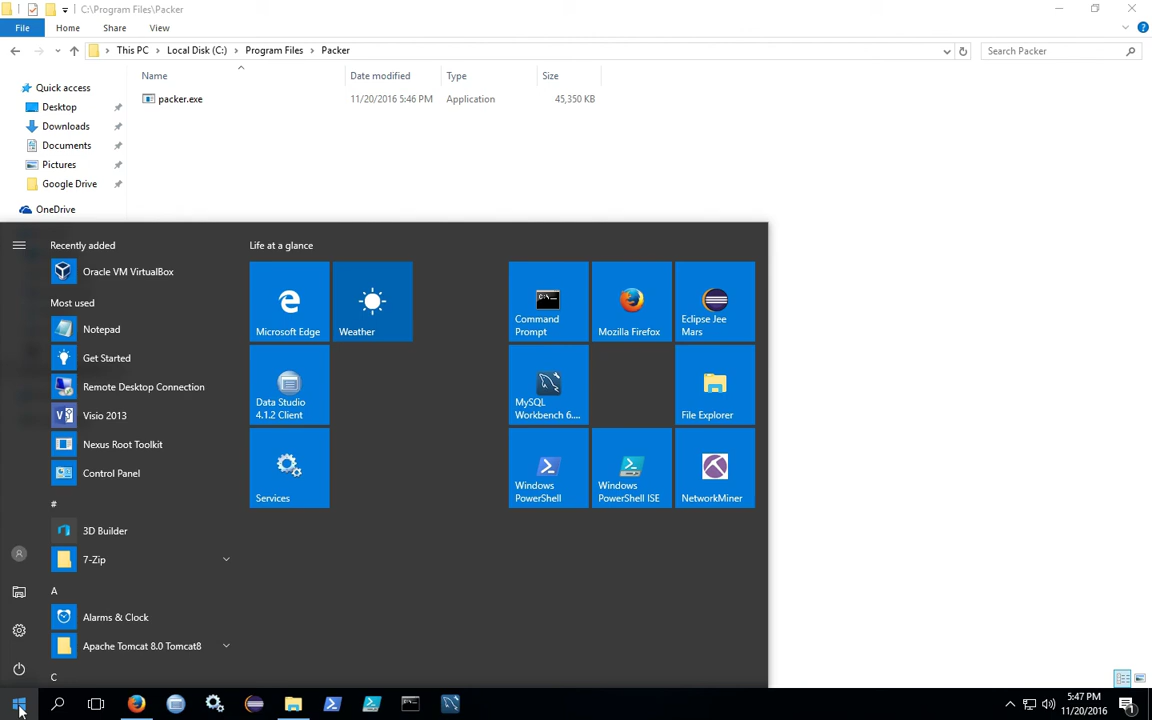 C:\Program Files\Packer
File Home Share View
This PC Local Disk (C:) Program Files Packer
Search Packer
Name Date modified Type Size
packer.exe 11/20/2016 5:46 PM Application 45,350 KB
Quick access
Desktop
Downloads
Documents
Pictures
Google Drive
OneDrive
Recently added
Oracle VM VirtualBox
Most used
Notepad
Get Started
Remote Desktop Connection
Visio 2013
Nexus Root Toolkit
Control Panel
#
3D Builder
7-Zip
A
Alarms & Clock
Apache Tomcat 8.0 Tomcat8
C
Life at a glance
Microsoft Edge
Weather
Data Studio
4.1.2 Client
Services
Command
Prompt
Mozilla Firefox
Eclipse Jee
Mars
MySQL
Workbench 6....
File Explorer
Windows
PowerShell
Windows
PowerShell ISE
NetworkMiner
5:47 PM
11/20/2016
1